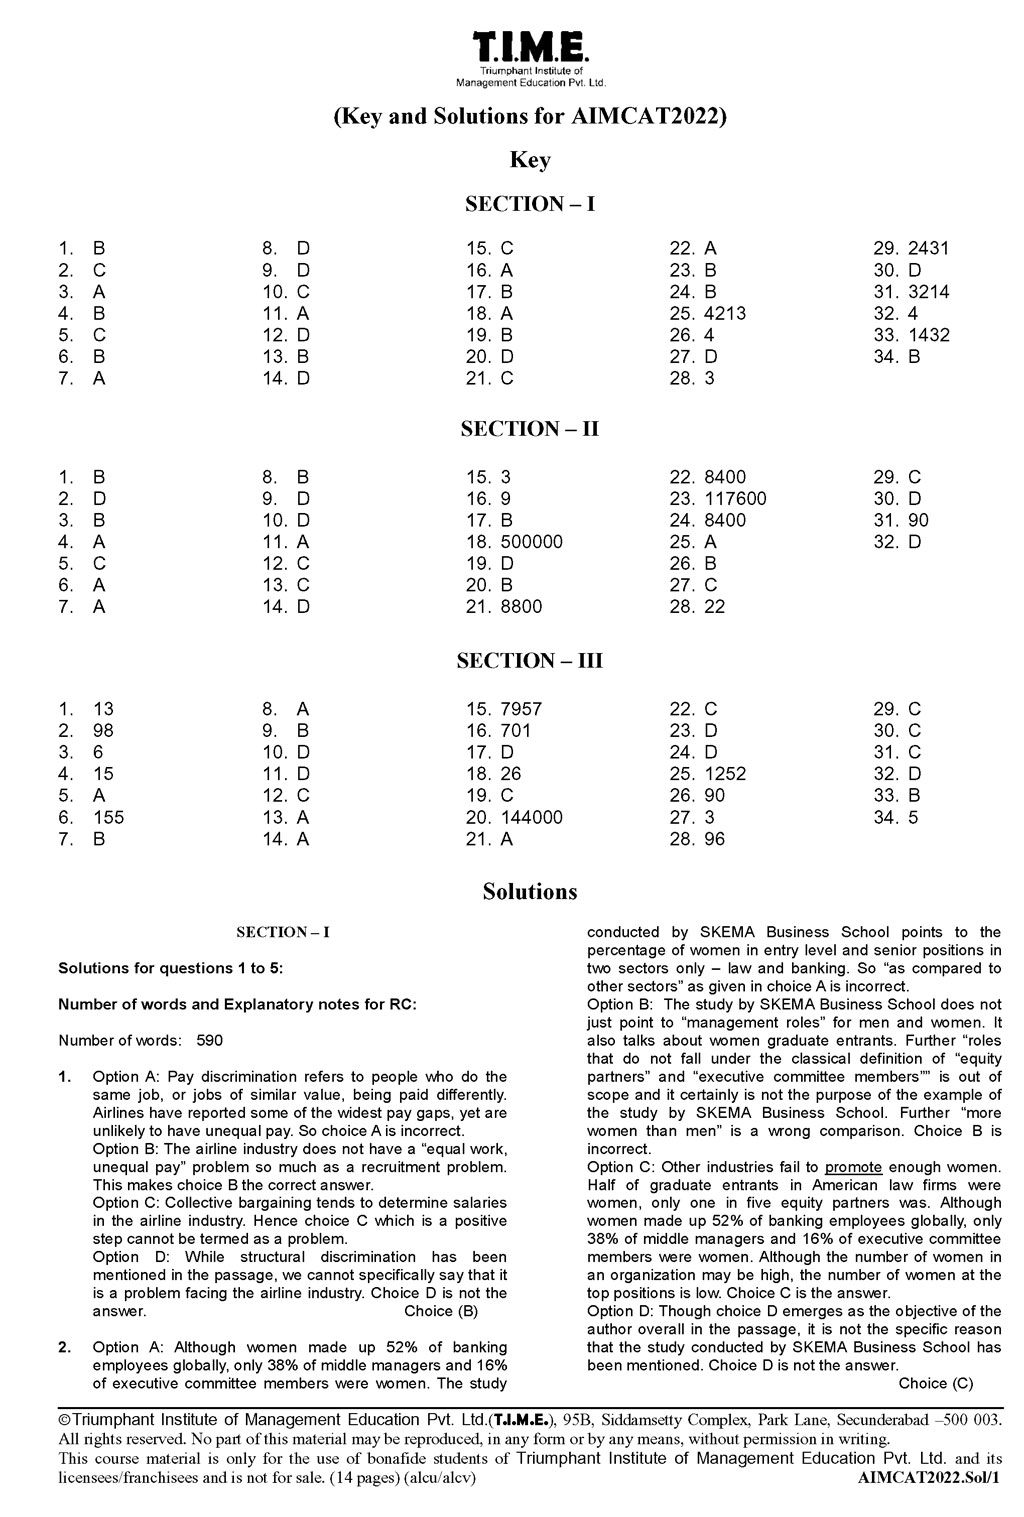 T.I.M.E.
Triumphant Institute of
Management Education Pvt. Ltd.
(Key and Solutions for AIMCAT2022)
Key
SECTION – I
1. B 8. D 15. C 22. A 29. 2431
2. C 9. D 16. A 23. B 30. D
3. A 10. C 17. B 24. B 31. 3214
4. B 11. A 18. A 25. 4213 32. 4
5. C 12. D 19. B 26. 4 33. 1432
6. B 13. B 20. D 27. D 34. B
7. A 14. D 21. C 28. 3
SECTION – II
1. B 8. B 15. 3 22. 8400 29. C
2. D 9. D 16. 9 23. 117600 30. D
3. B 10. D 17. B 24. 8400 31. 90
4. A 11. A 18. 500000 25. A 32. D
5. C 12. C 19. D 26. B
6. A 13. C 20. B 27. C
7. A 14. D 21. 8800 28. 22
SECTION – III
1. 13 8. A 15. 7957 22. C 29. C
2. 98 9. B 16. 701 23. D 30. C
3. 6 10. D 17. D 24. D 31. C
4. 15 11. D 18. 26 25. 1252 32. D
5. A 12. C 19. C 26. 90 33. B
6. 155 13. A 20. 144000 27. 3 34. 5
7. B 14. A 21. A 28. 96
Solutions
SECTION – I
Solutions for questions 1 to 5:
Number of words and Explanatory notes for RC:
Number of words: 590
1. Option A: Pay discrimination refers to people who do the
same job, or jobs of similar value, being paid differently.
Airlines have reported some of the widest pay gaps, yet are
unlikely to have unequal pay. So choice A is incorrect.
Option B: The airline industry does not have a “equal work,
unequal pay” problem so much as a recruitment problem.
This makes choice B the correct answer.
Option C: Collective bargaining tends to determine salaries
in the airline industry. Hence choice C which is a positive
step cannot be termed as a problem.
Option D: While structural discrimination has been
mentioned in the passage, we cannot specifically say that it
is a problem facing the airline industry. Choice D is not the
answer. Choice (B)
2. Option A: Although women made up 52% of banking
employees globally, only 38% of middle managers and 16%
of executive committee members were women. The study
conducted by SKEMA Business School points to the
percentage of women in entry level and senior positions in
two sectors only – law and banking. So “as compared to
other sectors” as given in choice A is incorrect.
Option B: The study by SKEMA Business School does not
just point to “management roles” for men and women. It
also talks about women graduate entrants. Further “roles
that do not fall under the classical definition of “equity
partners” and “executive committee members”” is out of
scope and it certainly is not the purpose of the example of
the study by SKEMA Business School. Further “more
women than men” is a wrong comparison. Choice B is
incorrect.
Option C: Other industries fail to promote enough women.
Half of graduate entrants in American law firms were
women, only one in five equity partners was. Although
women made up 52% of banking employees globally, only
38% of middle managers and 16% of executive committee
members were women. Although the number of women in
an organization may be high, the number of women at the
top positions is low. Choice C is the answer.
Option D: Though choice D emerges as the objective of the
author overall in the passage, it is not the specific reason
that the study conducted by SKEMA Business School has
been mentioned. Choice D is not the answer.
Choice (C)
©Triumphant Institute of Management Education Pvt. Ltd.(T.I.M.E.), 95B, Siddamsetty Complex, Park Lane, Secunderabad –500 003.
All rights reserved. No part of this material may be reproduced, in any form or by any means, without permission in writing.
This course material is only for the use of bonafide students of Triumphant Institute of Management Education Pvt. Ltd. and its
licensees/franchisees and is not for sale. (14 pages) (alcu/alcv) AIMCAT2022.Sol/1